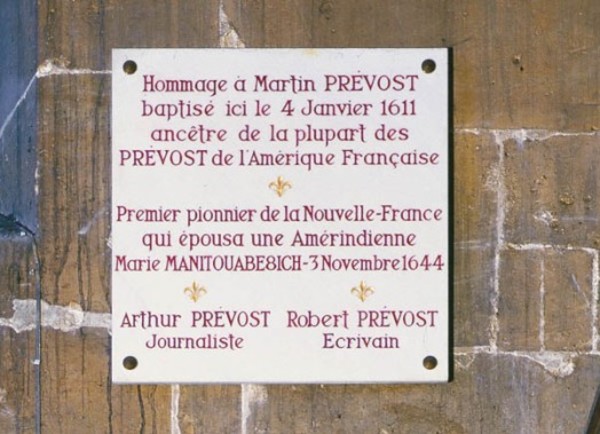 Hommage à Martin PRÉVOST
baptisé ici le 4 Janvier 1611
ancêtre de la plupart des
PRÉVOST de l'Amérique Française
Premier pionnier de la Nouvelle-France
qui épousa une Amérindienne
Marie MANITOUABE8ICH-3 Novembre 1644
Arthur PRÉVOST Robert PRÉVOST
Journaliste Ecrivain